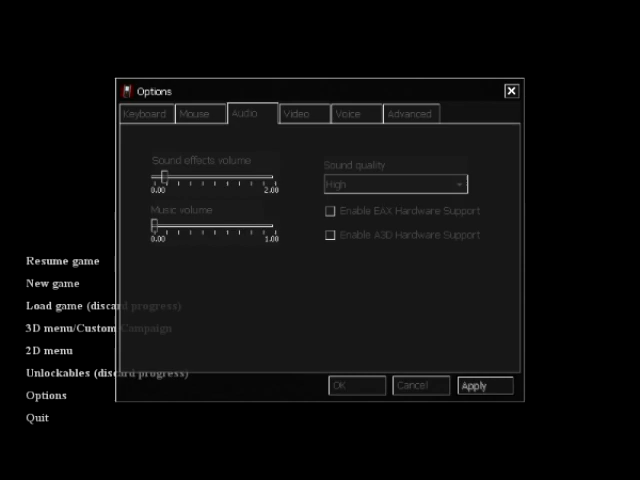 Options
Keyboard Mouse Audio Video Voice Advanced
Sound effects volume
0.00 2.00
Music volume
0.00 1.00
Sound quality
High
Enable EAX Hardware Support
Enable A3D Hardware Support
OK Cancel Apply
Resume game
New game
Load game (discard progress)
3D menu/Custom Campaign
2D menu
Unlockables (discard progress)
Options
Quit